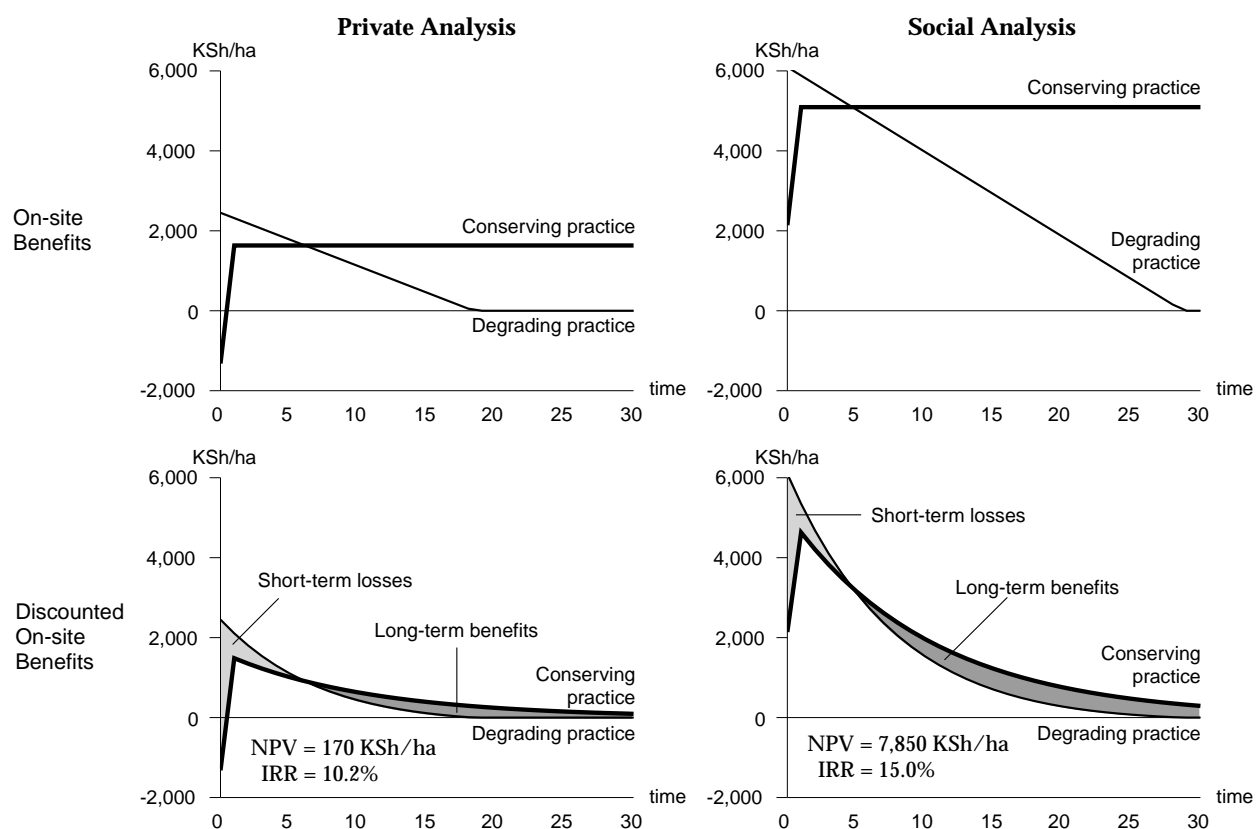 Private Analysis
Social Analysis
On-site
Benefits
KSh/ha
6,000
4,000
2,000
0
-2,000
Conserving practice
Degrading practice
time
0 5 10 15 20 25 30
KSh/ha
6,000
4,000
2,000
0
-2,000
Conserving practice
Degrading
practice
time
0 5 10 15 20 25 30
Discounted
On-site
Benefits
KSh/ha
6,000
4,000
2,000
0
-2,000
Short-term losses
Long-term benefits
Conserving
practice
Degrading practice
NPV = 170 KSh/ha
IRR = 10.2%
time
0 5 10 15 20 25 30
KSh/ha
6,000
4,000
2,000
0
-2,000
Short-term losses
Long-term benefits
Conserving
practice
Degrading practice
NPV = 7,850 KSh/ha
IRR = 15.0%
time
0 5 10 15 20 25 30